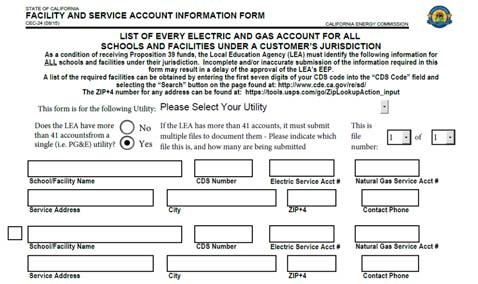 STATE OF CALIFORNIA
FACILITY AND SERVICE ACCOUNT INFORMATION FORM
CEC-24 (08/15) CALIFORNIA ENERGY COMMISSION
LIST OF EVERY ELECTRIC AND GAS ACCOUNT FOR ALL
SCHOOLS AND FACILITIES UNDER A CUSTOMER'S JURISDICTION
As a condition of receiving Proposition 39 funds, the Local Education Agency (LEA) must identify the following information for
ALL schools and facilities under their jurisdiction. Incomplete and/or inaccurate submission of the information required in this
form may result in a delay of the approval of the LEA's EEP.
A list of the required facilities can be obtained by entering the first seven digits of your CDS code into the "CDS Code" field and
selecting the "Search" button on the page found at: http://www.cde.ca.gov/re/sd/
The ZIP+4 number for any address can be found at: https://tools.usps.com/go/ZipLookupAction_input
This form is for the following Utility: Please Select Your Utility
Does the LEA have more No If the LEA has more than 41 accounts, it must submit This is
than 41 accountsfrom a multiple files to document them - Please indicate which file 1 of 1
single (i.e. PG&E) utility? Yes file this is, and how many are being submitted number:
School/Facility Name CDS Number Electric Service Acct # Natural Gas Service Acct #
Service Address City ZIP+4 Contact Phone
School/Facility Name CDS Number Electric Service Acct # Natural Gas Service Acct #
Service Address City ZIP+4 Contact Phone